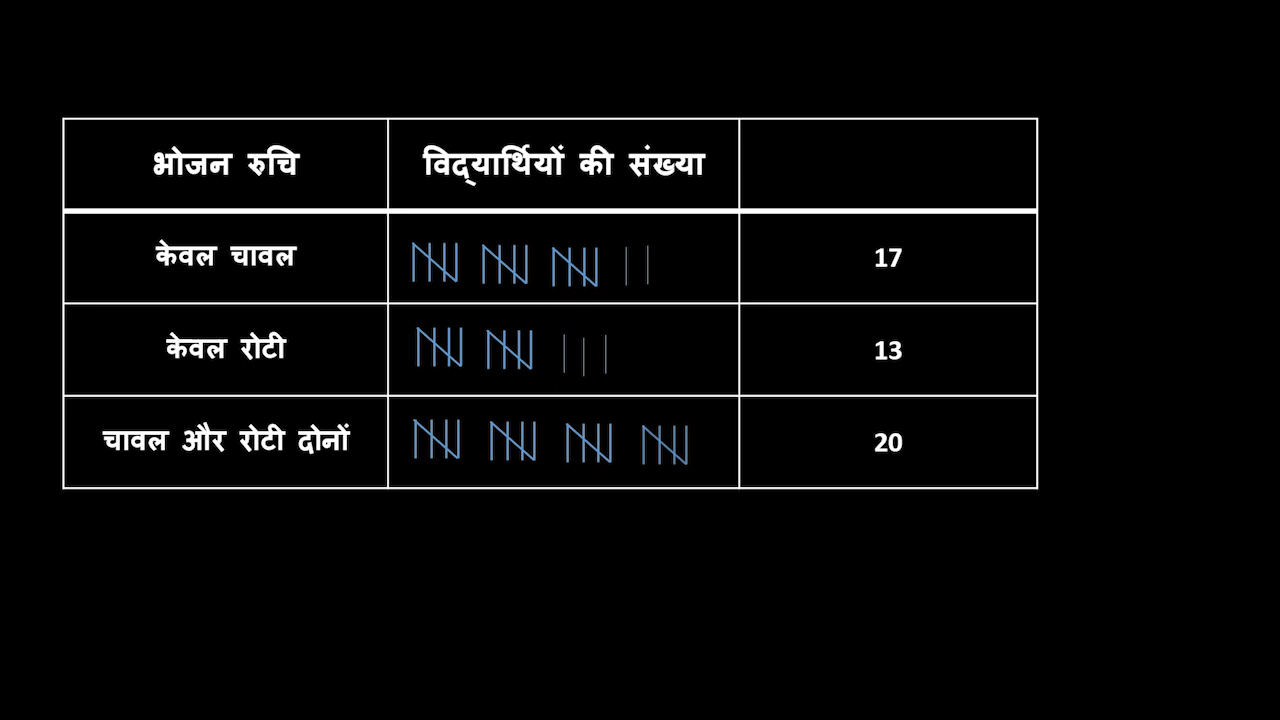 भोजन रुचि विद्यार्थियों की संख्या
केवल चावल 17
केवल रोटी 13
चावल और रोटी दोनों 20